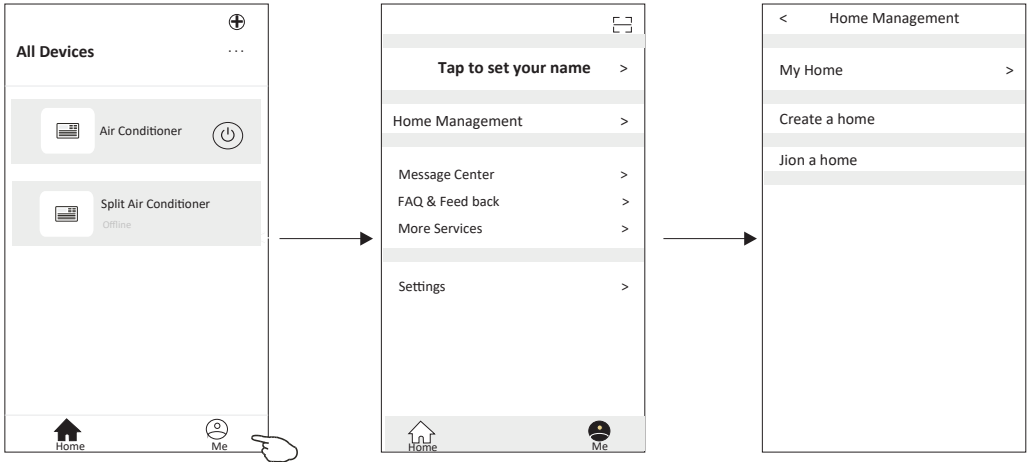 All Devices
...
Air Conditioner
Split Air Conditioner
Offline
Home
Me
Tap to set your name >
Home Management >
Message Center >
FAQ & Feed back >
More Services >
Settings >
Home
Me
< Home Management
My Home >
Create a home
Jion a home